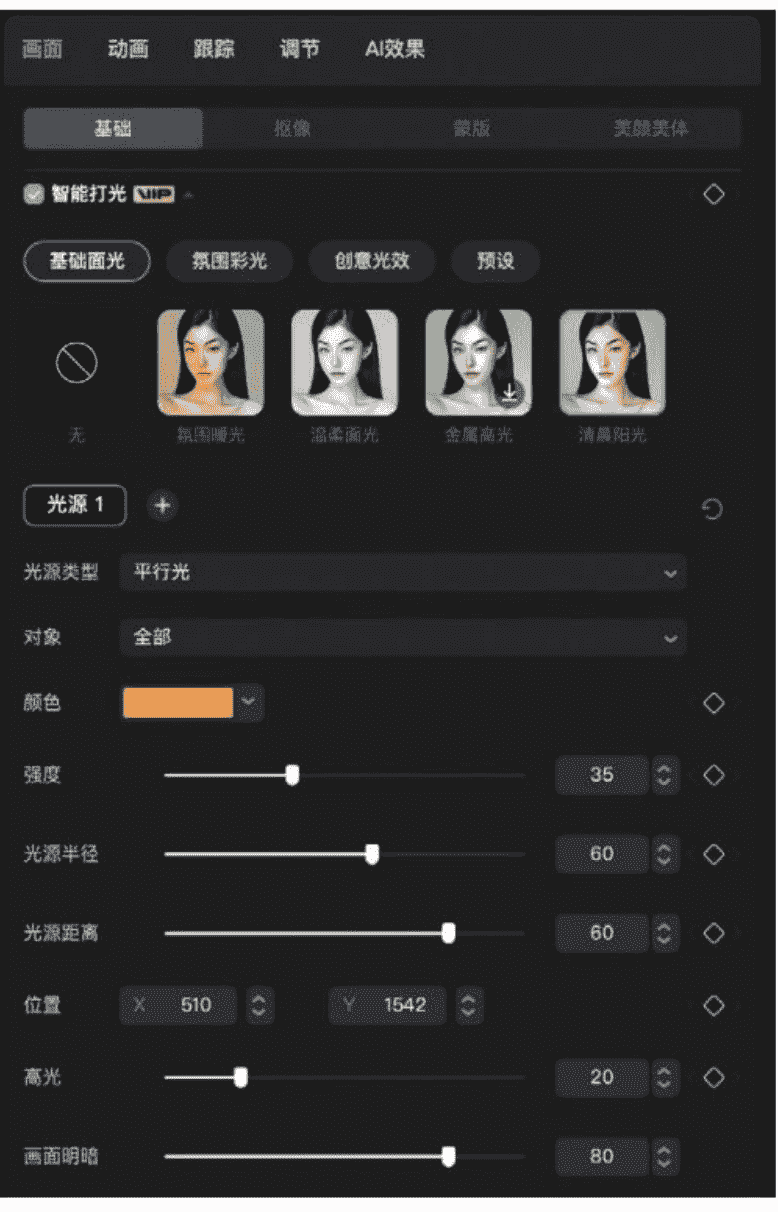 画面 动画 跟踪 调节 AI效果
基础 抠像 蒙版 美颜美体
智能打光 VIP
基础面光 氛围彩光 创意光效 预设
无 氛围暖光 温柔面光 金属高光 清晨阳光
光源 1 +
光源类型 平行光
对象 全部
颜色
强度 35
光源半径 60
光源距离 60
位置 X 510 Y 1542
高光 20
画面明暗 80